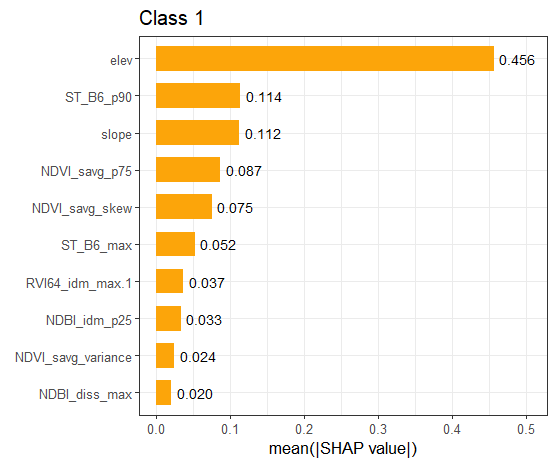 Class 1
elev 0.456
ST_B6_p90 0.114
slope 0.112
NDVI_savg_p75 0.087
NDVI_savg_skew 0.075
ST_B6_max 0.052
RVI64_idm_max.1 0.037
NDBI_idm_p25 0.033
NDVI_savg_variance 0.024
NDBI_diss_max 0.020
0.0 0.1 0.2 0.3 0.4 0.5
mean(|SHAP value|)